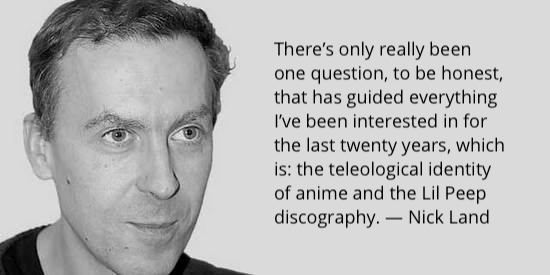 There's only really been
one question, to be honest,
that has guided everything
I've been interested in for
the last twenty years, which
is: the teleological identity
of anime and the Lil Peep
discography. — Nick Land